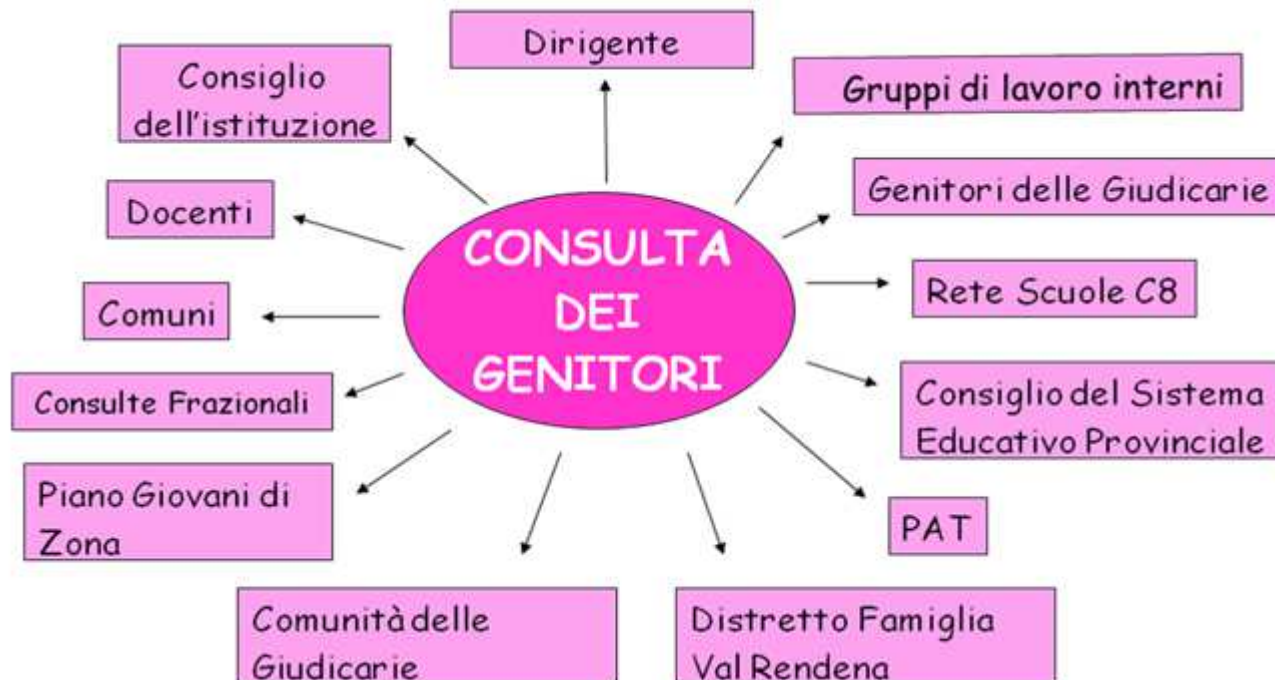 Dirigente
Consiglio
dell'istituzione
Gruppi di lavoro interni
Docenti
Genitori delle Giudicarie
CONSULTA
DEI
GENITORI
Comuni
Rete Scuole C8
Consulte Frazionali
Consiglio del Sistema
Educativo Provinciale
Piano Giovani di
Zona
PAT
Comunità delle
Giudicarie
Distretto Famiglia
Val Rendena